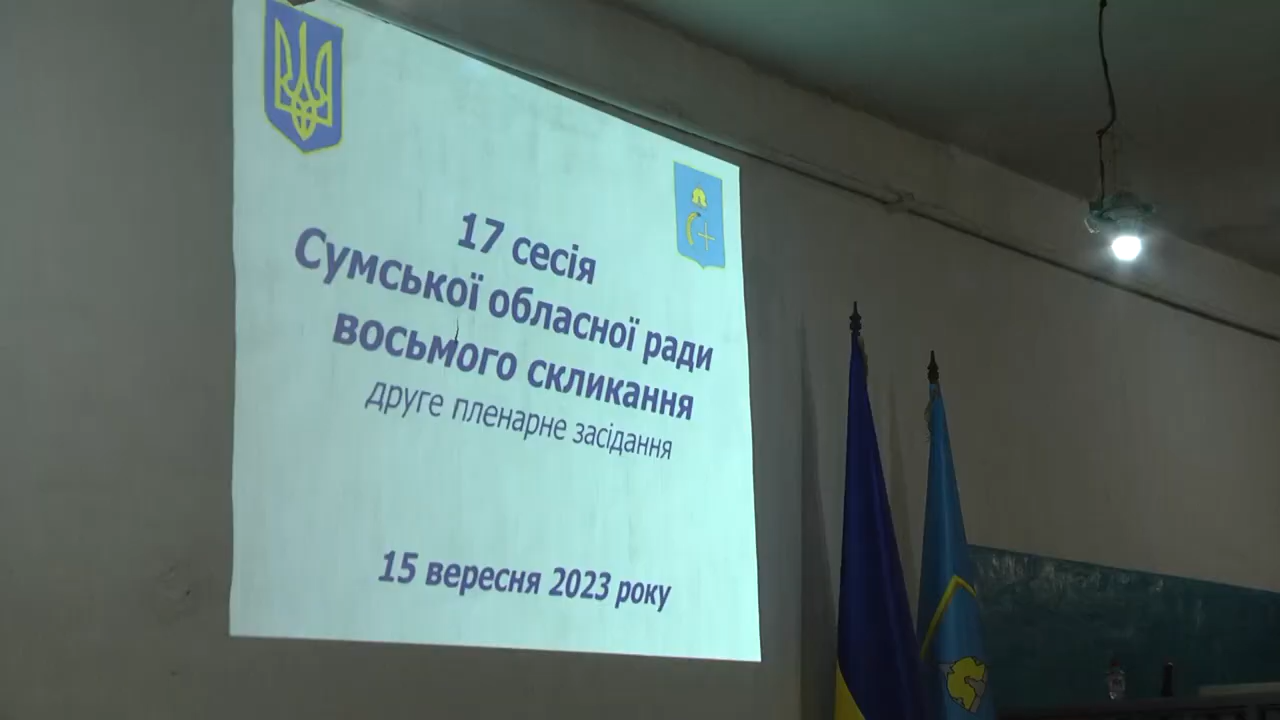 17 сесія
Сумської обласної ради
восьмого скликання
друге пленарне засідання
15 вересня 2023 року